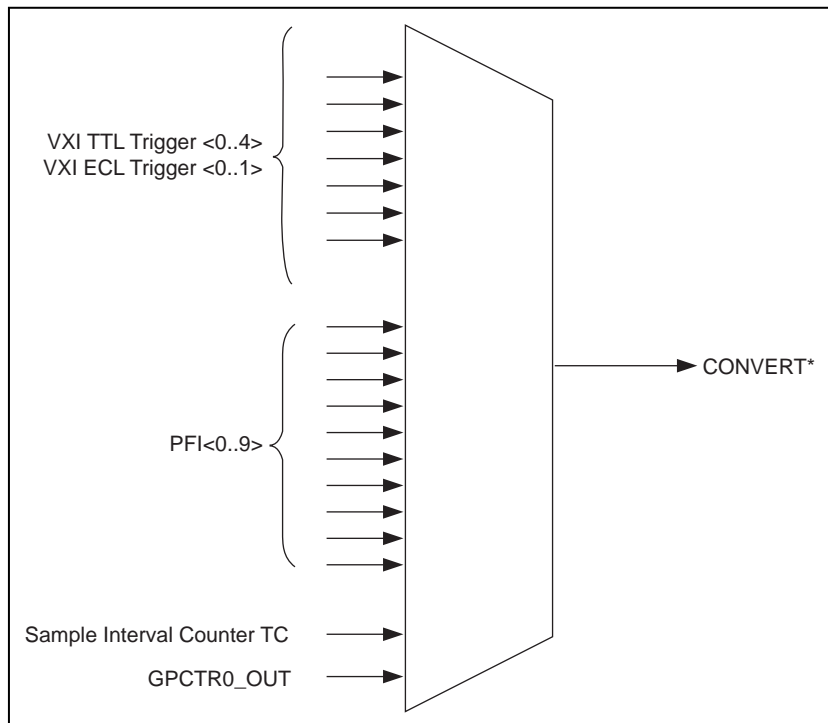 VXI TTL Trigger <0..4>
VXI ECL Trigger <0..1>
PFI<0..9>
CONVERT*
Sample Interval Counter TC
GPCTR0_OUT